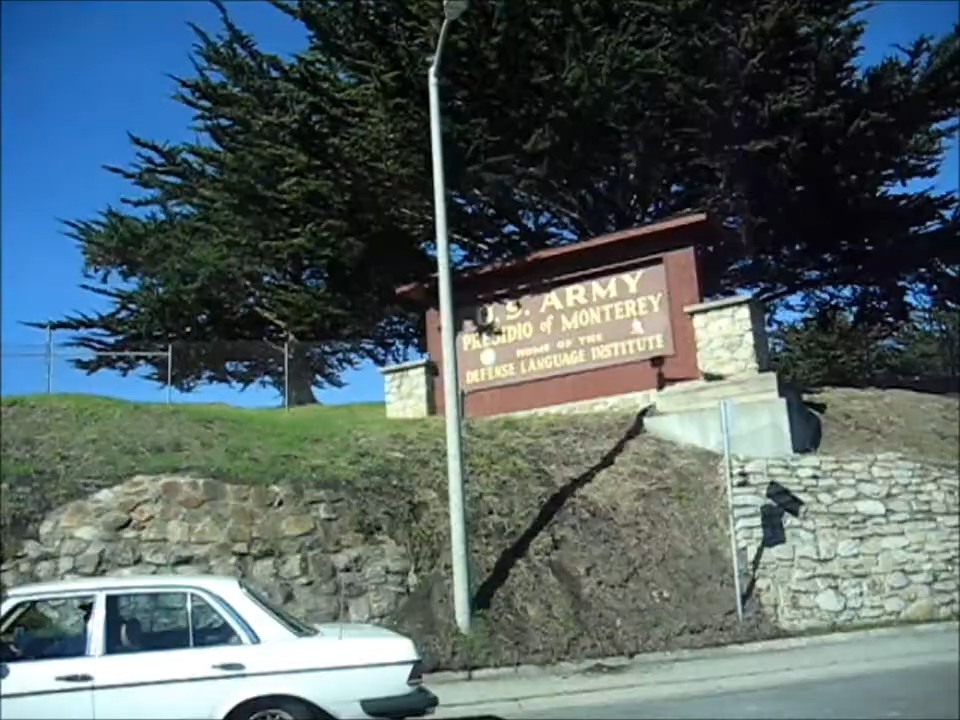 U.S. ARMY
PRESIDIO of MONTEREY
HOME OF THE
DEFENSE LANGUAGE INSTITUTE